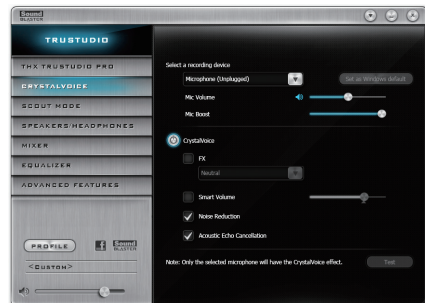 Sound
BLASTER
TRUSTUDIO
THX TRUSTUDIO PRO
CRYSTALVOICE
SCOUT MODE
SPEAKERS/HEADPHONES
MIXER
EQUALIZER
ADVANCED FEATURES
PROFILE
f
Sound
BLASTER
<CUSTOM>
Select a recording device
Microphone (Unplugged)
Set as Windows default
Mic Volume
Mic Boost
CrystalVoice
FX
Neutral
Smart Volume
Noise Reduction
Acoustic Echo Cancellation
Note: Only the selected microphone will have the CrystalVoice effect.
Test